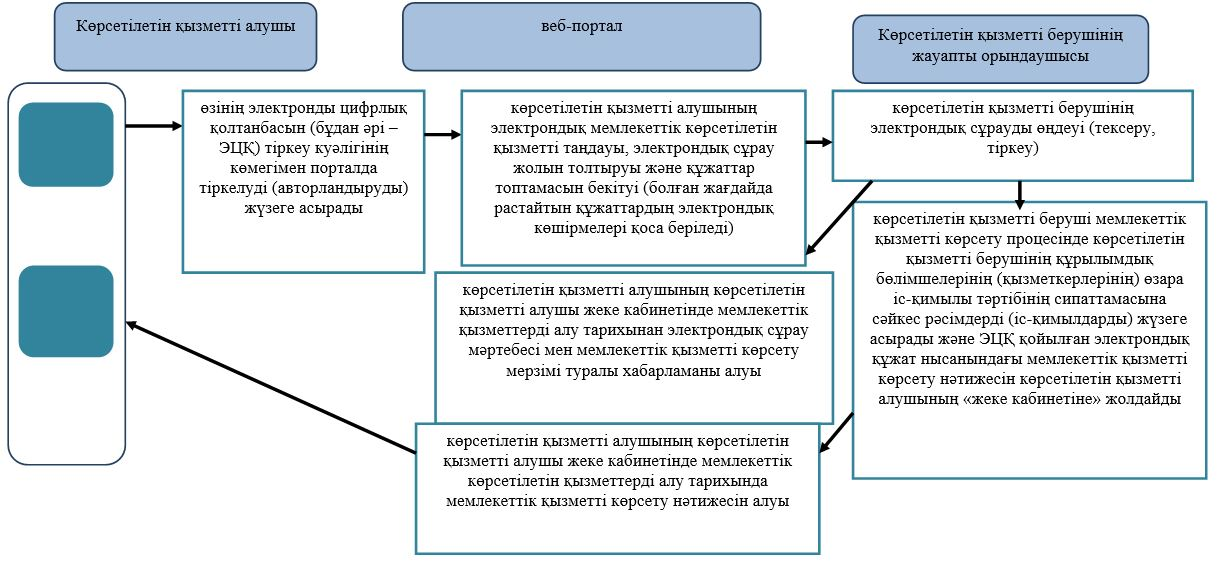 Көрсетілетін қызметті алушы
веб-портал
Көрсетілетін қызметті берушінің
жауапты орындаушысы
өзінің электронды цифрлық
қолтанбасын (бұдан әрі –
ЭЦҚ) тіркеу куәлігінің
көмегімен порталда
тіркелуді (авторландыруды)
жүзеге асырады
көрсетілетін қызметті алушының
электрондық мемлекеттік көрсетілетін
қызметті таңдауы, электрондық сұрау
жолын толтыруы және құжаттар
топтамасын бекітуі (болған жағдайда
растайтын құжаттардың электрондық
көшірмелері қоса беріледі)
көрсетілетін қызметті берушінің
электрондық сұрауды өңдеуі (тексеру,
тіркеу)
көрсетілетін қызметті беруші мемлекеттік
қызметті көрсету процесінде көрсетілетін
қызметті берушінің құрылымдық
бөлімшелерінің (қызметкерлерінің) өзара
іс-қимылы тәртібінің сипаттамасына
сәйкес рәсімдерді (іс-қимылдарды) жүзеге
асырады және ЭЦҚ қойылған электрондық
құжат нысанындағы мемлекеттік қызметті
көрсету нәтижесін көрсетілетін қызметті
алушының «жеке кабинетіне» жолдайды
көрсетілетін қызметті алушының көрсетілетін
қызметті алушы жеке кабинетінде мемлекеттік
қызметтерді алу тарихынан электрондық сұрау
мәртебесі мен мемлекеттік қызметті көрсету
мерзімі туралы хабарламаны алуы
көрсетілетін қызметті алушының көрсетілетін
қызметті алушы жеке кабинетінде мемлекеттік
көрсетілетін қызметтерді алу тарихында
мемлекеттік қызметті көрсету нәтижесін алуы